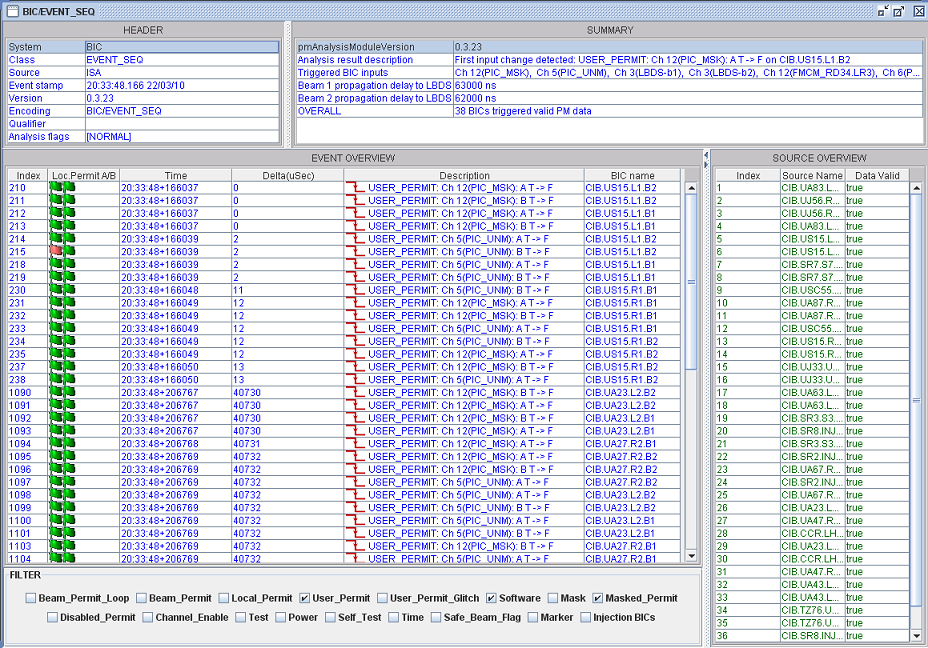 BIC/EVENT_SEQ
HEADER
System BIC
Class EVENT_SEQ
Source ISA
Event stamp 20:33:48.166 22/03/10
Version 0.3.23
Encoding BIC/EVENT_SEQ
Qualifier
Analysis flags [NORMAL]
SUMMARY
pmAnalysisModuleVersion 0.3.23
Analysis result description First input change detected: USER_PERMIT: Ch 12(PIC_MSK): A T -> F on CIB.US15.L1.B2
Triggered BIC inputs Ch 12(PIC_MSK), Ch 5(PIC_UNM), Ch 3(LBDS-b1), Ch 3(LBDS-b2), Ch 12(FMCM_RD34.LR3), Ch 6(P...
Beam 1 propagation delay to LBDS 63000 ns
Beam 2 propagation delay to LBDS 62000 ns
OVERALL 38 BICs triggered valid PM data
EVENT OVERVIEW
Index Loc.Permit A/B Time Delta(uSec) Description BIC name
210 20:33:48+166037 0 USER_PERMIT: Ch 12(PIC_MSK): A T -> F CIB.US15.L1.B2
211 20:33:48+166037 0 USER_PERMIT: Ch 12(PIC_MSK): B T -> F CIB.US15.L1.B2
212 20:33:48+166037 0 USER_PERMIT: Ch 12(PIC_MSK): A T -> F CIB.US15.L1.B1
213 20:33:48+166037 0 USER_PERMIT: Ch 12(PIC_MSK): B T -> F CIB.US15.L1.B1
214 20:33:48+166039 2 USER_PERMIT: Ch 5(PIC_UNM): A T -> F CIB.US15.L1.B2
215 20:33:48+166039 2 USER_PERMIT: Ch 5(PIC_UNM): B T -> F CIB.US15.L1.B2
218 20:33:48+166039 2 USER_PERMIT: Ch 5(PIC_UNM): A T -> F CIB.US15.L1.B1
219 20:33:48+166039 2 USER_PERMIT: Ch 5(PIC_UNM): B T -> F CIB.US15.L1.B1
230 20:33:48+166048 11 USER_PERMIT: Ch 5(PIC_UNM): A T -> F CIB.US15.R1.B1
231 20:33:48+166049 12 USER_PERMIT: Ch 12(PIC_MSK): A T -> F CIB.US15.R1.B1
232 20:33:48+166049 12 USER_PERMIT: Ch 12(PIC_MSK): B T -> F CIB.US15.R1.B1
233 20:33:48+166049 12 USER_PERMIT: Ch 5(PIC_UNM): B T -> F CIB.US15.R1.B1
234 20:33:48+166049 12 USER_PERMIT: Ch 5(PIC_UNM): B T -> F CIB.US15.R1.B2
235 20:33:48+166049 12 USER_PERMIT: Ch 12(PIC_MSK): A T -> F CIB.US15.R1.B2
237 20:33:48+166050 13 USER_PERMIT: Ch 12(PIC_MSK): B T -> F CIB.US15.R1.B2
238 20:33:48+166050 13 USER_PERMIT: Ch 5(PIC_UNM): A T -> F CIB.US15.R1.B2
1090 20:33:48+206767 40730 USER_PERMIT: Ch 12(PIC_MSK): B T -> F CIB.UA23.L2.B2
1091 20:33:48+206767 40730 USER_PERMIT: Ch 12(PIC_MSK): A T -> F CIB.UA23.L2.B2
1092 20:33:48+206767 40730 USER_PERMIT: Ch 12(PIC_MSK): A T -> F CIB.UA23.L2.B1
1093 20:33:48+206767 40730 USER_PERMIT: Ch 12(PIC_MSK): B T -> F CIB.UA23.L2.B1
1094 20:33:48+206768 40731 USER_PERMIT: Ch 12(PIC_MSK): A T -> F CIB.UA27.R2.B1
1095 20:33:48+206769 40732 USER_PERMIT: Ch 12(PIC_MSK): A T -> F CIB.UA27.R2.B2
1096 20:33:48+206769 40732 USER_PERMIT: Ch 12(PIC_MSK): B T -> F CIB.UA27.R2.B2
1097 20:33:48+206769 40732 USER_PERMIT: Ch 5(PIC_UNM): A T -> F CIB.UA27.R2.B2
1098 20:33:48+206769 40732 USER_PERMIT: Ch 5(PIC_UNM): A T -> F CIB.UA23.L2.B2
1099 20:33:48+206769 40732 USER_PERMIT: Ch 5(PIC_UNM): B T -> F CIB.UA23.L2.B2
1100 20:33:48+206769 40732 USER_PERMIT: Ch 5(PIC_UNM): A T -> F CIB.UA23.L2.B1
1101 20:33:48+206769 40732 USER_PERMIT: Ch 5(PIC_UNM): B T -> F CIB.UA23.L2.B1
1103 20:33:48+206769 40732 USER_PERMIT: Ch 12(PIC_MSK): B T -> F CIB.UA27.R2.B1
1104 20:33:48+206769 40732 USER_PERMIT: Ch 5(PIC_UNM): A T -> F CIB.UA27.R2.B1
SOURCE OVERVIEW
Index Source Name Data Valid
1 CIB.UA83.L... true
2 CIB.UJ56.R... true
3 CIB.UJ56.R... true
4 CIB.UA83.L... true
5 CIB.US15.L... true
6 CIB.US15.L... true
7 CIB.SR7.S7... true
8 CIB.SR7.S7... true
9 CIB.USC55.... true
10 CIB.UA87.R... true
11 CIB.UA87.R... true
12 CIB.USC55.... true
13 CIB.US15.R... true
14 CIB.US15.R... true
15 CIB.UJ33.U... true
16 CIB.UJ33.U... true
17 CIB.UA63.L... true
18 CIB.UA63.L... true
19 CIB.SR3.S3... true
20 CIB.SR8.INJ... true
21 CIB.SR3.S3... true
22 CIB.SR2.INJ... true
23 CIB.UA67.R... true
24 CIB.SR2.INJ... true
25 CIB.UA67.R... true
26 CIB.UA23.L... true
27 CIB.UA47.R... true
28 CIB.CCR.LH... true
29 CIB.UA23.L... true
30 CIB.CCR.LH... true
31 CIB.UA47.R... true
32 CIB.UA43.L... true
33 CIB.UA43.L... true
34 CIB.TZ76.U... true
35 CIB.TZ76.U... true
36 CIB.SR8.INJ... true
FILTER
Beam_Permit_Loop Beam_Permit Local_Permit User_Permit User_Permit_Glitch Software Mask Masked_Permit
Disabled_Permit Channel_Enable Test Power Self_Test Time Safe_Beam_Flag Marker Injection BICs